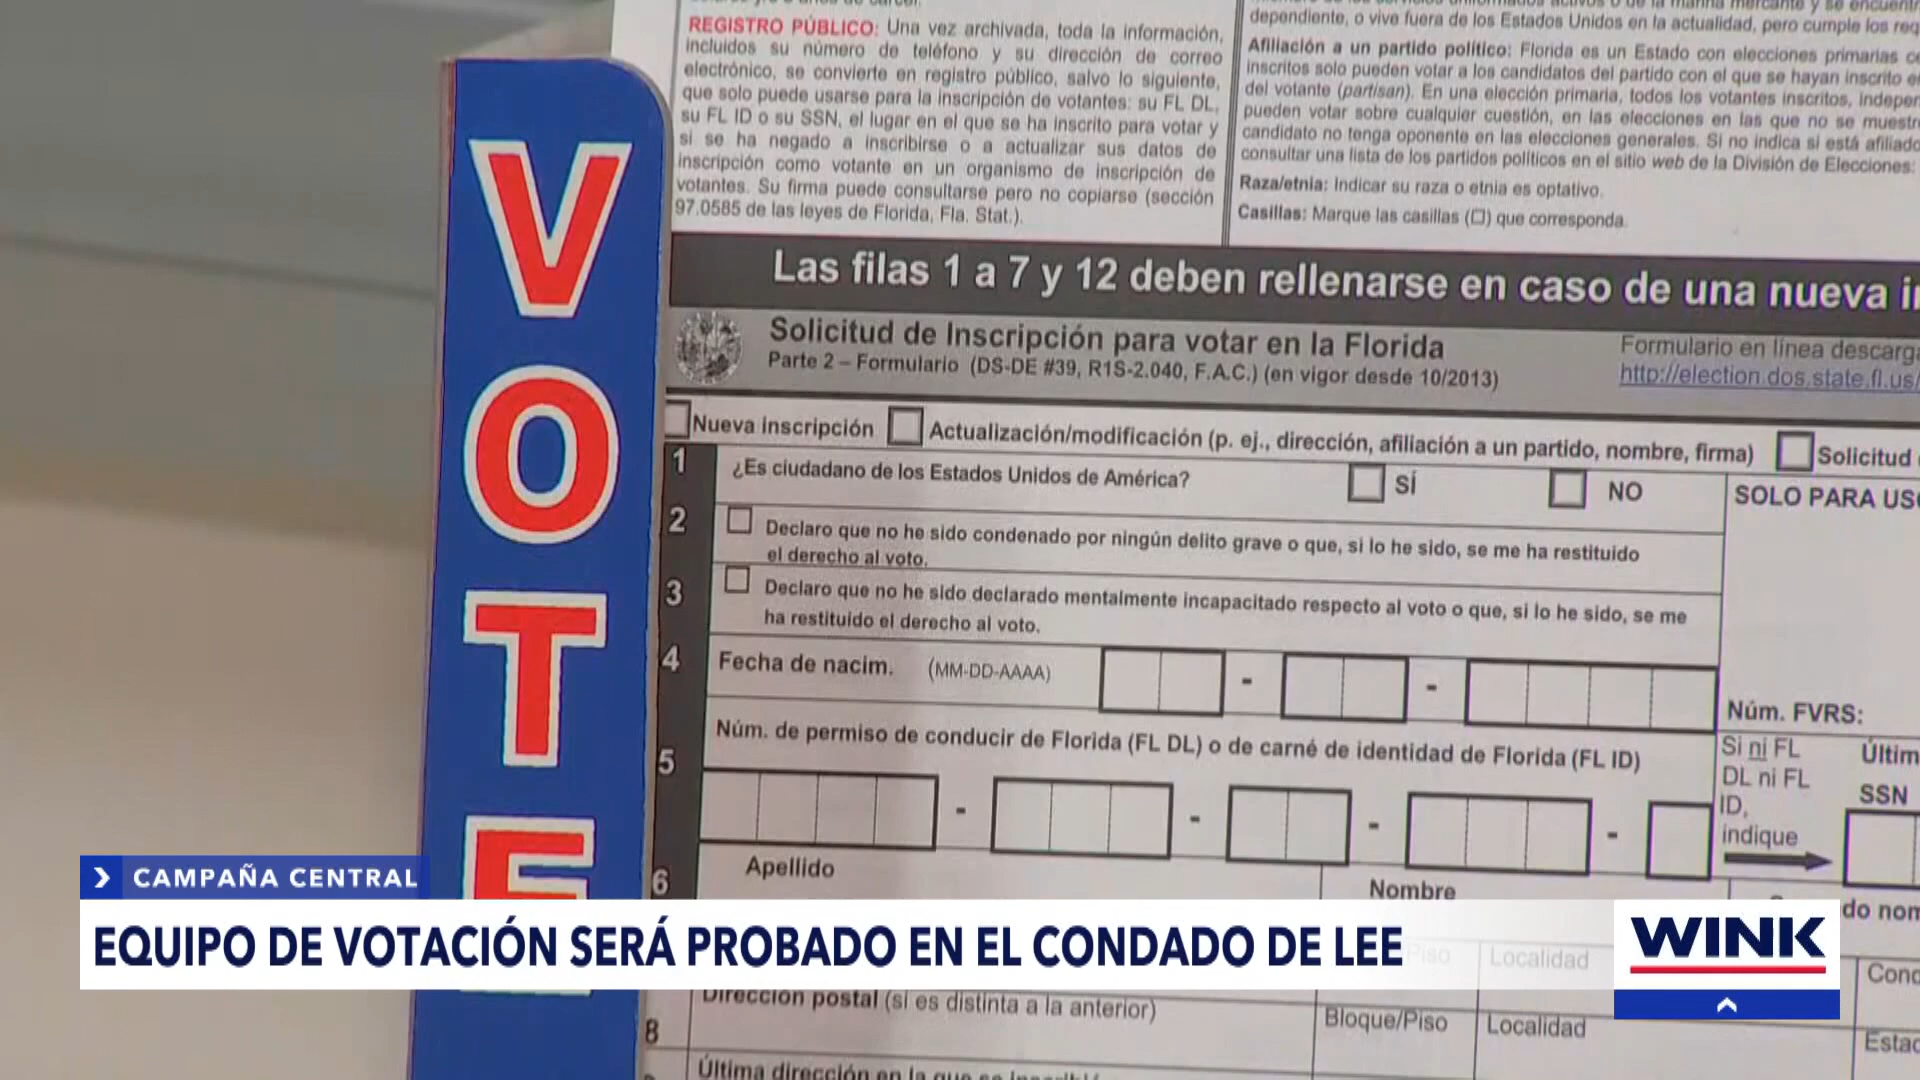 REGISTRO PÚBLICO: Una vez archivada, toda la información,
incluidos su número de teléfono y su dirección de correo
electrónico, se convierte en registro público, salvo lo siguiente,
que solo puede usarse para la inscripción de votantes: su FL DL,
su FL ID o su SSN, el lugar en el que se ha inscrito para votar y
si se ha negado a inscribirse o a actualizar sus datos de
inscripción como votante en un organismo de inscripción de
votantes. Su firma puede consultarse pero no copiarse (sección
97.0585 de las leyes de Florida, Fla. Stat.).
dependiente, o vive fuera de los Estados Unidos en la actualidad, pero cumple los
Afiliación a un partido político: Florida es un Estado con elecciones primarias
inscritos solo pueden votar a los candidatos del partido con el que se hayan inscrito
del votante (partisan). En una elección primaria, todos los votantes inscritos,
pueden votar sobre cualquier cuestión, en las elecciones en las que no se
candidato no tenga oponente en las elecciones generales. Si no indica si está
consultar una lista de los partidos políticos en el sitio web de la División de Elecciones:
Raza/etnia: Indicar su raza o etnia es optativo.
Casillas: Marque las casillas (☐) que corresponda.
VOTE
Las filas 1 a 7 y 12 deben rellenarse en caso de una nueva
Solicitud de Inscripción para votar en la Florida
Parte 2 – Formulario (DS-DE #39, R1S-2.040, F.A.C.) (en vigor desde 10/2013)
Formulario en línea
http://election.dos.state.fl.us/
Nueva inscripción Actualización/modificación (p. ej., dirección, afiliación a un partido, nombre, firma) Solicitud
1 ¿Es ciudadano de los Estados Unidos de América? SÍ NO
SOLO PARA
2 Declaro que no he sido condenado por ningún delito grave o que, si lo he sido, se me ha restituido
el derecho al voto.
3 Declaro que no he sido declarado mentalmente incapacitado respecto al voto o que, si lo he sido, se me
ha restituido el derecho al voto.
4 Fecha de nacim. (MM-DD-AAAA) - -
Núm. FVRS:
5 Núm. de permiso de conducir de Florida (FL DL) o de carné de identidad de Florida (FL ID)
- - - -
Si ni FL
DL ni FL
ID,
indique
SSN
6 Apellido Nombre
CAMPAÑA CENTRAL
EQUIPO DE VOTACIÓN SERÁ PROBADO EN EL CONDADO DE LEE
WINK
Localidad
Dirección postal (si es distinta a la anterior) Bloque/Piso Localidad
8
Última dirección en la que